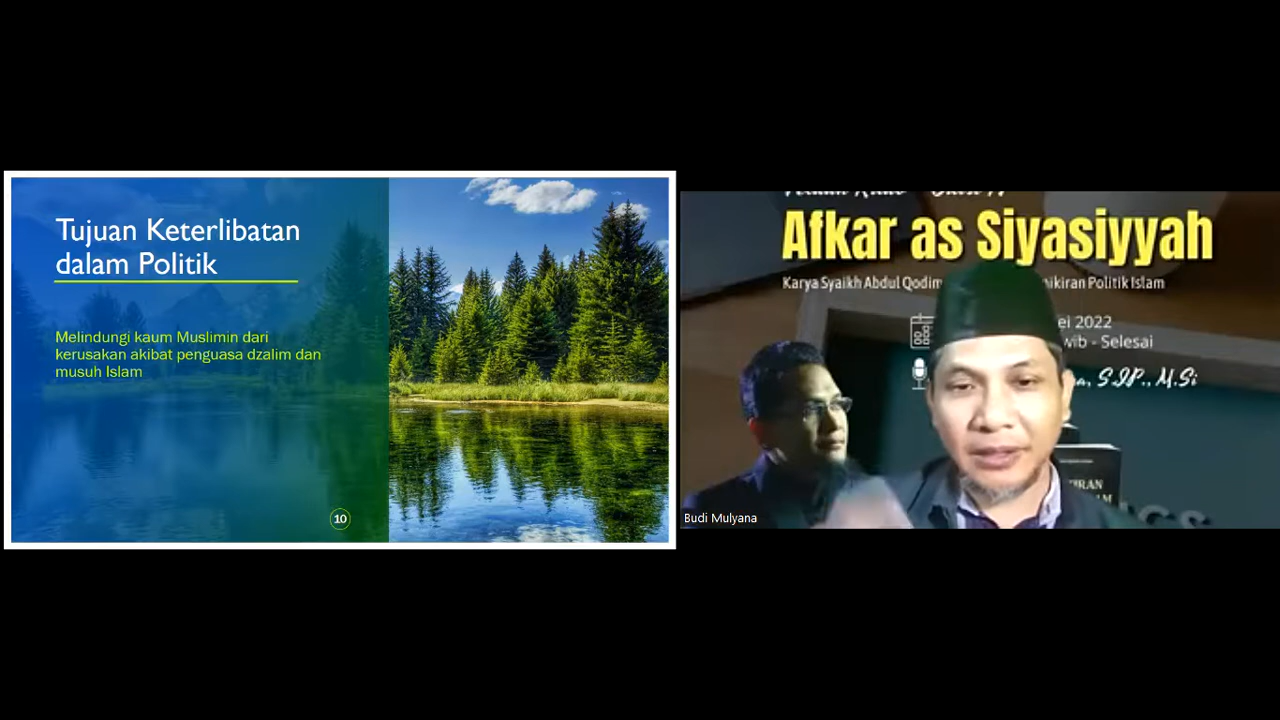 Tujuan Keterlibatan
dalam Politik
Melindungi kaum Muslimin dari
kerusakan akibat penguasa dzalim dan
musuh Islam
10
Afkar as Siyasiyyah
Karya Syaikh Abdul Qodim
Politik Islam
2022
wib - Selesai
S.IP., M.Si
Budi Mulyana